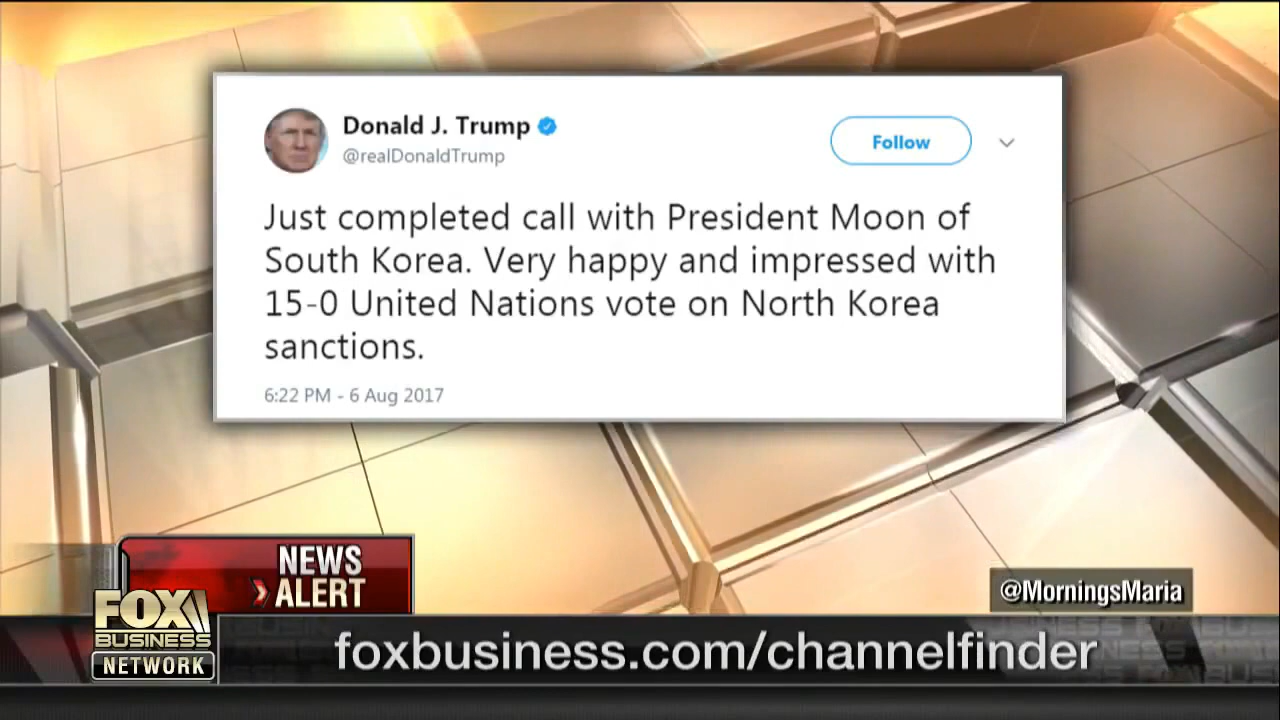 Donald J. Trump
@realDonaldTrump
Follow
Just completed call with President Moon of
South Korea. Very happy and impressed with
15-0 United Nations vote on North Korea
sanctions.
6:22 PM - 6 Aug 2017
NEWS
ALERT
@MorningsMaria
FOX
BUSINESS
NETWORK
foxbusiness.com/channelfinder